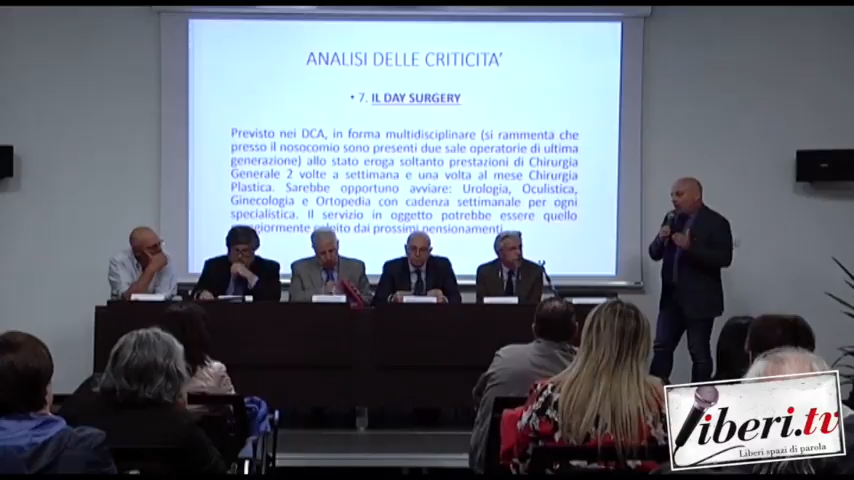 ANALISI DELLE CRITICITA’
• 7. IL DAY SURGERY
Previsto nei DCA, in forma multidisciplinare (si rammenta che
presso il nosocomio sono presenti due sale operatorie di ultima
generazione) allo stato eroga soltanto prestazioni di Chirurgia
Generale 2 volte a settimana e una volta al mese Chirurgia
Plastica. Sarebbe opportuno avviare: Urologia, Oculistica,
Ginecologia e Ortopedia con cadenza settimanale per ogni
specialistica. Il servizio in oggetto potrebbe essere quello
dai prossimi pensionamenti.
liberi.tv
Liberi spazi di parola